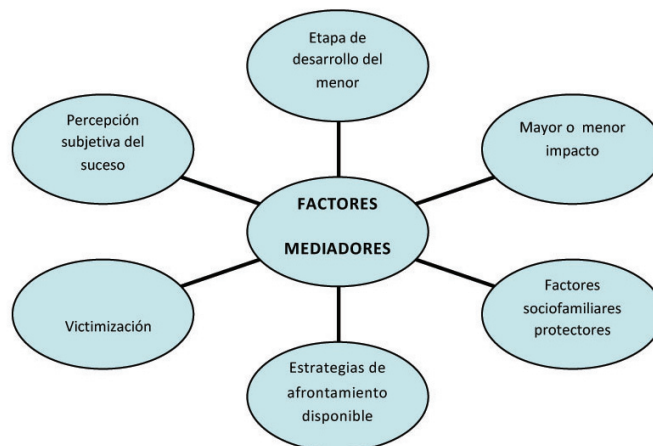 Etapa de
desarrollo del
menor
Percepción
subjetiva del
suceso
Mayor o menor
impacto
FACTORES
MEDIADORES
Victimización
Factores
sociofamiliares
protectores
Estrategias de
afrontamiento
disponible